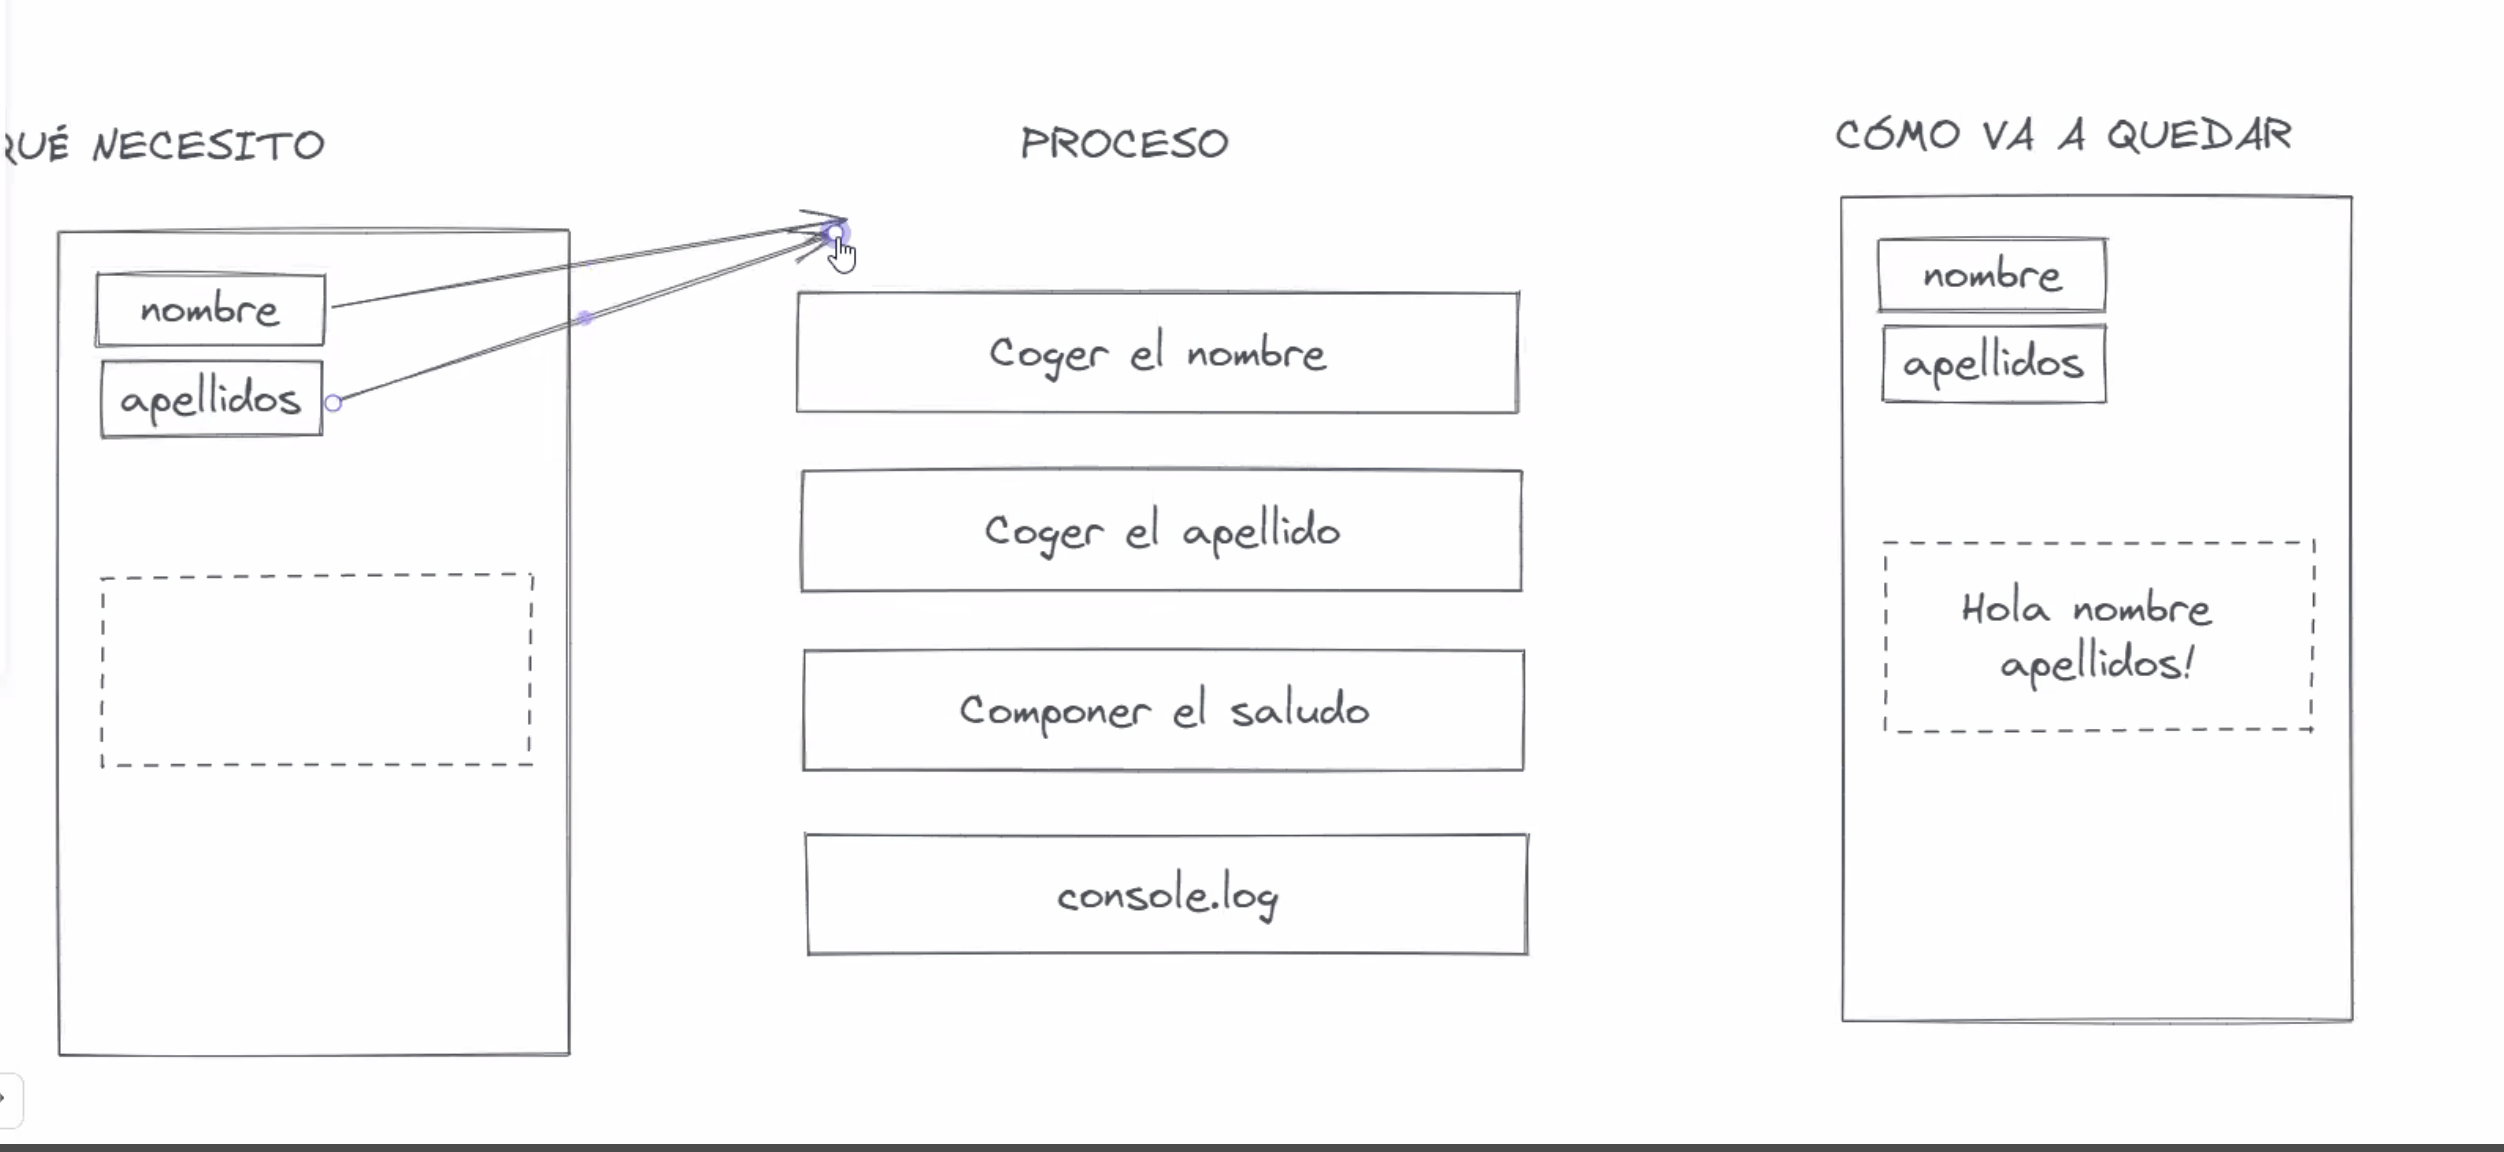 QUÉ NECESITO
nombre
apellidos
PROCESO
Coger el nombre
Coger el apellido
Componer el saludo
console.log
CÓMO VA A QUEDAR
nombre
apellidos
Hola nombre
apellidos!